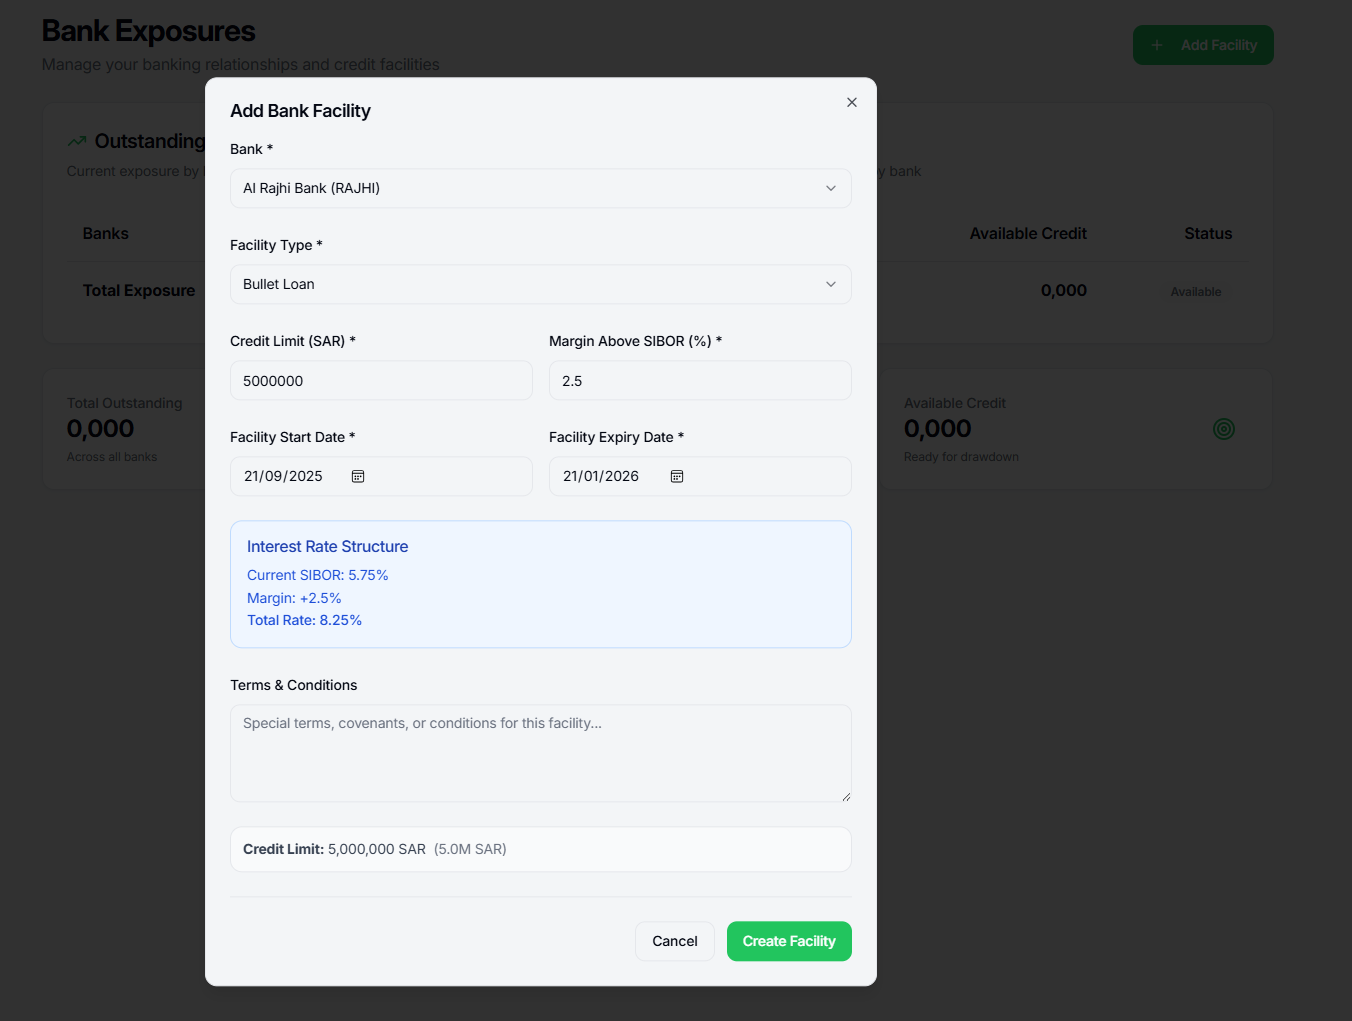 Bank Exposures
Manage your banking relationships and credit facilities
+ Add Facility
Outstanding
Current exposure by
y bank
Banks
Available Credit
Status
Total Exposure
0,000
Available
Total Outstanding
0,000
Across all banks
Available Credit
0,000
Ready for drawdown
Add Bank Facility
Bank *
Al Rajhi Bank (RAJHI)
Facility Type *
Bullet Loan
Credit Limit (SAR) *
Margin Above SIBOR (%) *
5000000
2.5
Facility Start Date *
Facility Expiry Date *
21/09/2025
21/01/2026
Interest Rate Structure
Current SIBOR: 5.75%
Margin: +2.5%
Total Rate: 8.25%
Terms & Conditions
Special terms, covenants, or conditions for this facility...
Credit Limit: 5,000,000 SAR (5.0M SAR)
Cancel
Create Facility